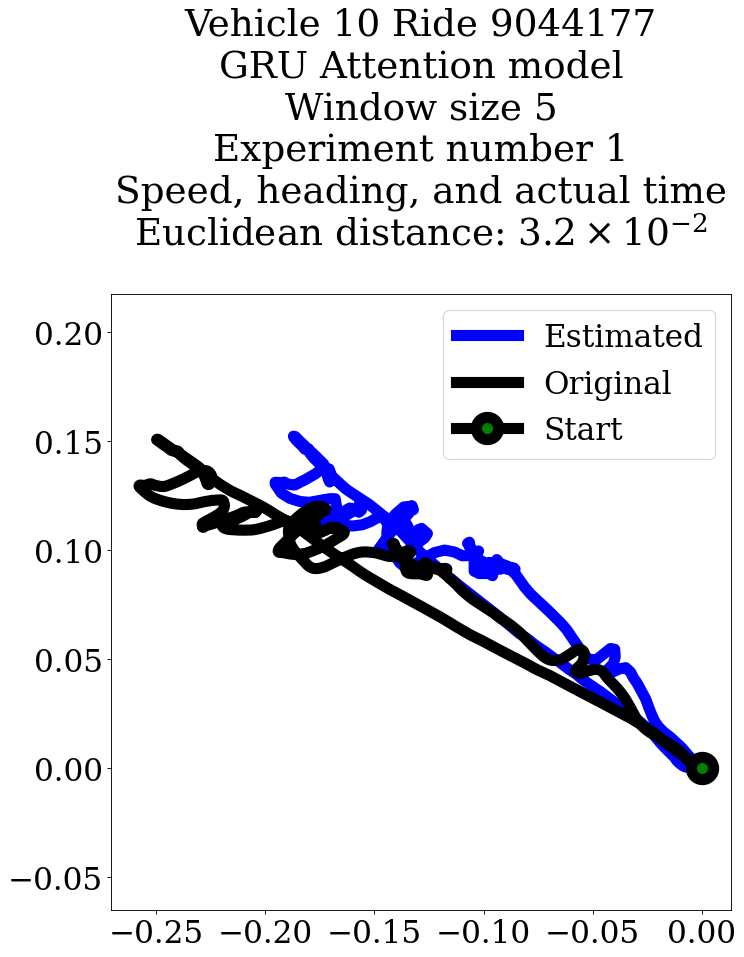 Vehicle 10 Ride 9044177
GRU Attention model
Window size 5
Experiment number 1
Speed, heading, and actual time
Euclidean distance: 3.2 × 10⁻²
Estimated
Original
Start
0.20
0.15
0.10
0.05
0.00
−0.05
−0.25 −0.20 −0.15 −0.10 −0.05 0.00